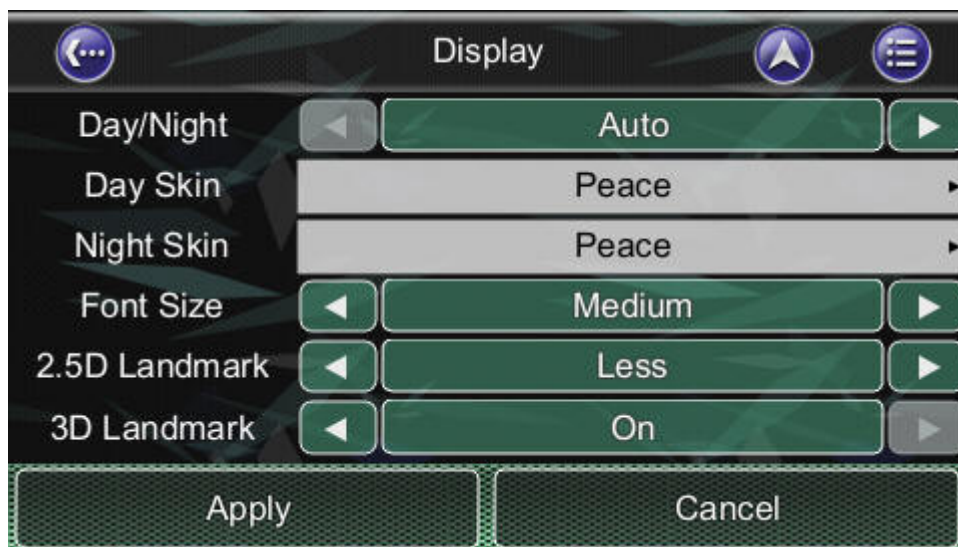 Display
Day/Night Auto
Day Skin Peace
Night Skin Peace
Font Size Medium
2.5D Landmark Less
3D Landmark On
Apply Cancel